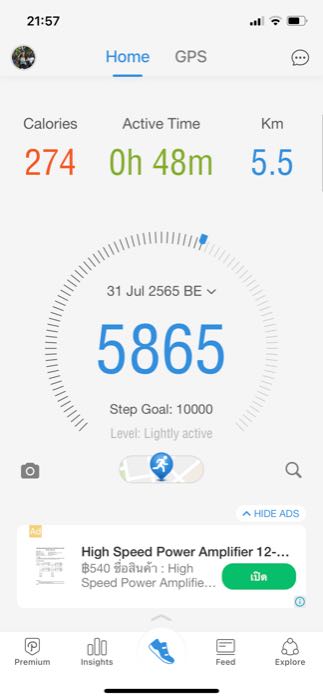 21:57
Home GPS
Calories Active Time Km
274 0h 48m 5.5
31 Jul 2565 BE
5865
Step Goal: 10000
Level: Lightly active
HIDE ADS
Ad
High Speed Power Amplifier 12-...
฿540 ชื่อสินค้า : High
Speed Power Amplifie...
เปิด
Premium Insights Feed Explore